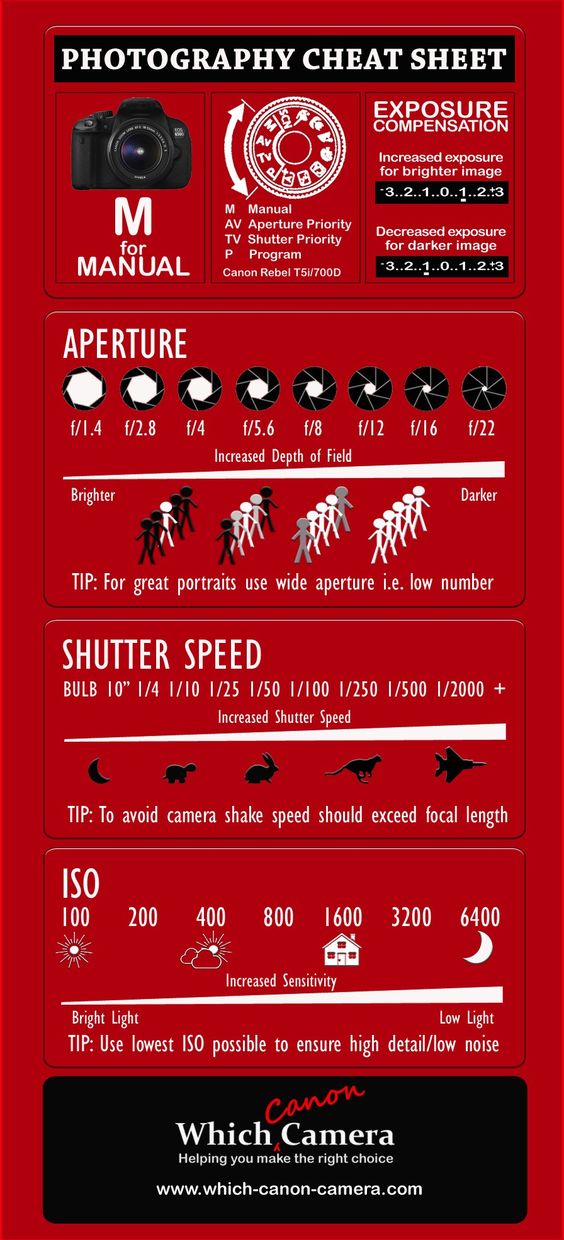 PHOTOGRAPHY CHEAT SHEET
M
for
MANUAL
M Manual
AV Aperture Priority
TV Shutter Priority
P Program
Canon Rebel T5i/700D
EXPOSURE
COMPENSATION
Increased exposure
for brighter image
-3..2..1..0..1..2..+3
Decreased exposure
for darker image
-3..2..1..0..1..2..+3
APERTURE
f/1.4 f/2.8 f/4 f/5.6 f/8 f/12 f/16 f/22
Increased Depth of Field
Brighter Darker
TIP: For great portraits use wide aperture i.e. low number
SHUTTER SPEED
BULB 10” 1/4 1/10 1/25 1/50 1/100 1/250 1/500 1/2000 +
Increased Shutter Speed
TIP: To avoid camera shake speed should exceed focal length
ISO
100 200 400 800 1600 3200 6400
Increased Sensitivity
Bright Light Low Light
TIP: Use lowest ISO possible to ensure high detail/low noise
Canon
Which Camera
Helping you make the right choice
www.which-canon-camera.com